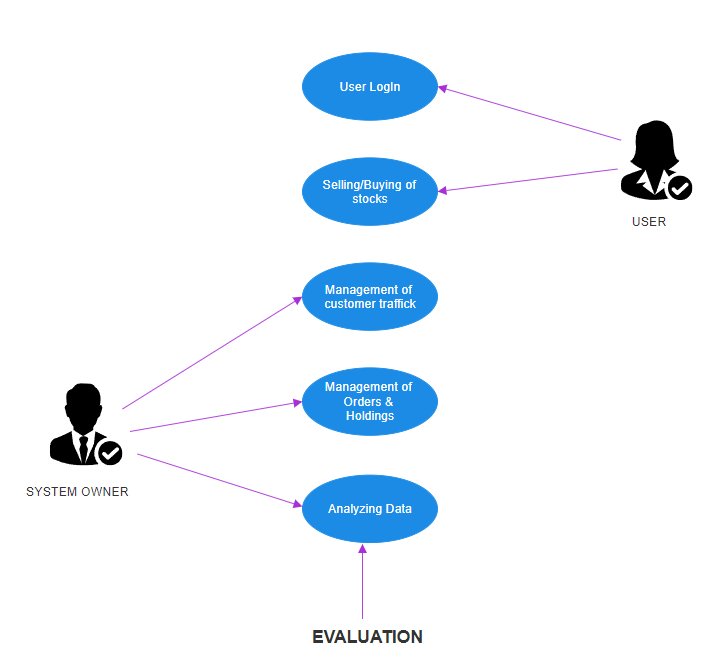 User LogIn
Selling/Buying of
stocks
USER
Management of
customer traffick
Management of
Orders &
Holdings
SYSTEM OWNER
Analyzing Data
EVALUATION